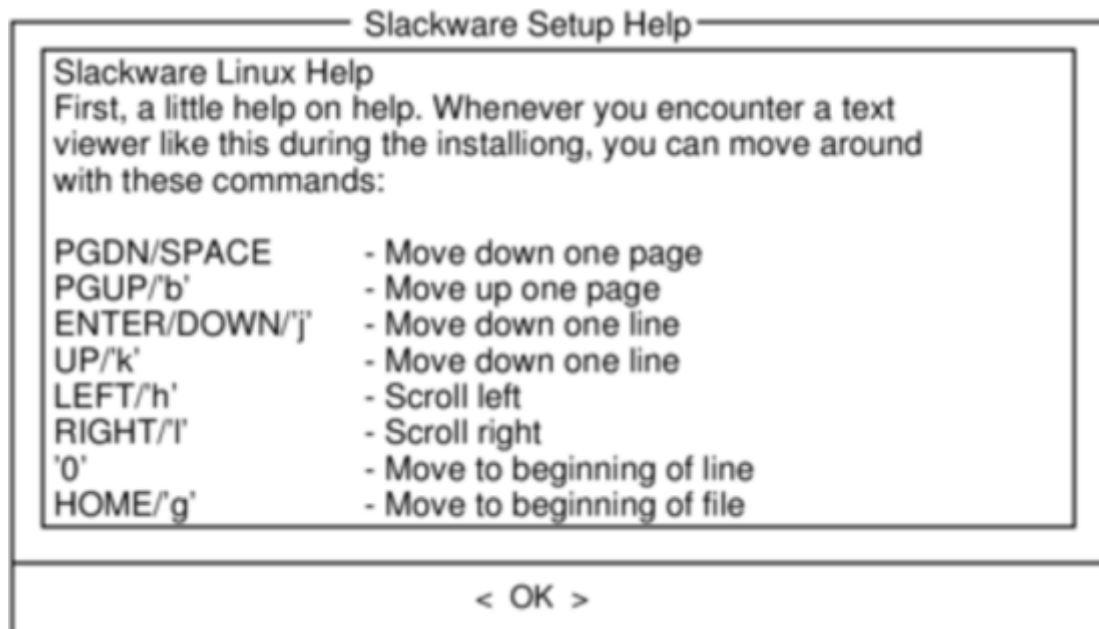 Slackware Setup Help
Slackware Linux Help
First, a little help on help. Whenever you encounter a text
viewer like this during the installiong, you can move around
with these commands:
PGDN/SPACE - Move down one page
PGUP/'b' - Move up one page
ENTER/DOWN/'j' - Move down one line
UP/'k' - Move down one line
LEFT/'h' - Scroll left
RIGHT/'l' - Scroll right
'0' - Move to beginning of line
HOME/'g' - Move to beginning of file
< OK >